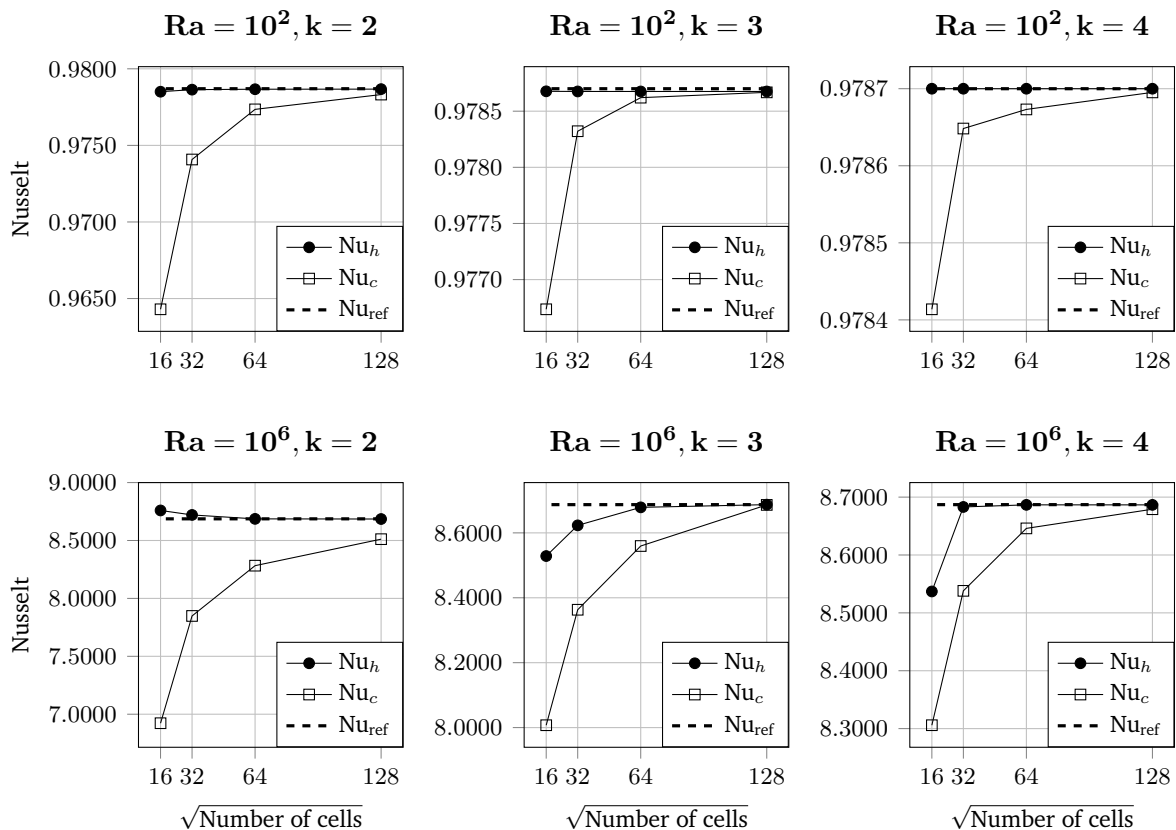 Ra = 10², k = 2
Ra = 10², k = 3
Ra = 10², k = 4
Nusselt
0.9800
0.9750
0.9700
0.9650
16 32 64 128
Nu_h
Nu_c
Nu_ref
0.9785
0.9780
0.9775
0.9770
16 32 64 128
Nu_h
Nu_c
Nu_ref
0.9787
0.9786
0.9785
0.9784
16 32 64 128
Nu_h
Nu_c
Nu_ref
Ra = 10⁶, k = 2
Ra = 10⁶, k = 3
Ra = 10⁶, k = 4
Nusselt
9.0000
8.5000
8.0000
7.5000
7.0000
16 32 64 128
Nu_h
Nu_c
Nu_ref
√Number of cells
8.6000
8.4000
8.2000
8.0000
16 32 64 128
Nu_h
Nu_c
Nu_ref
√Number of cells
8.7000
8.6000
8.5000
8.4000
8.3000
16 32 64 128
Nu_h
Nu_c
Nu_ref
√Number of cells